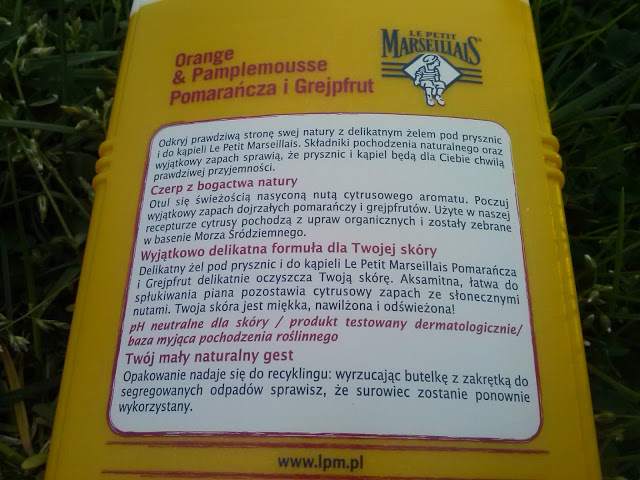 Orange
& Pamplemousse
Pomarańcza i Grejpfrut
LE PETIT
MARSEILLAIS®
Odkryj prawdziwą stronę swej natury z delikatnym żelem pod prysznic
i do kąpieli Le Petit Marseillais. Składniki pochodzenia naturalnego oraz
wyjątkowy zapach sprawią, że prysznic i kąpiel będą dla Ciebie chwilą
prawdziwej przyjemności.
Czerp z bogactwa natury
Otul się świeżością nasyconą nutą cytrusowego aromatu. Poczuj
wyjątkowy zapach dojrzałych pomarańczy i grejpfrutów. Użyte w naszej
recepturze cytrusy pochodzą z upraw organicznych i zostały zebrane
w basenie Morza Śródziemnego.
Wyjątkowo delikatna formuła dla Twojej skóry
Delikatny żel pod prysznic i do kąpieli Le Petit Marseillais Pomarańcza
i Grejpfrut delikatnie oczyszcza Twoją skórę. Aksamitna, łatwa do
spłukiwania piana pozostawia cytrusowy zapach ze słonecznymi
nutami. Twoja skóra jest miękka, nawilżona i odświeżona!
pH neutralne dla skóry / produkt testowany dermatologicznie/
baza myjąca pochodzenia roślinnego
Twój mały naturalny gest
Opakowanie nadaje się do recyklingu: wyrzucając butelkę z zakrętką do
segregowanych odpadów sprawisz, że surowiec zostanie ponownie
wykorzystany.
www.lpm.pl